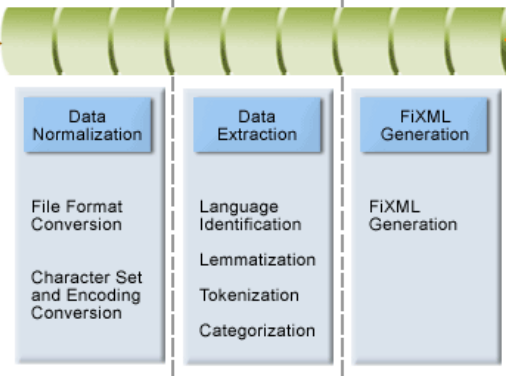 Data
Normalization
File Format
Conversion
Character Set
and Encoding
Conversion
Data
Extraction
Language
Identification
Lemmatization
Tokenization
Categorization
FiXML
Generation
FiXML
Generation